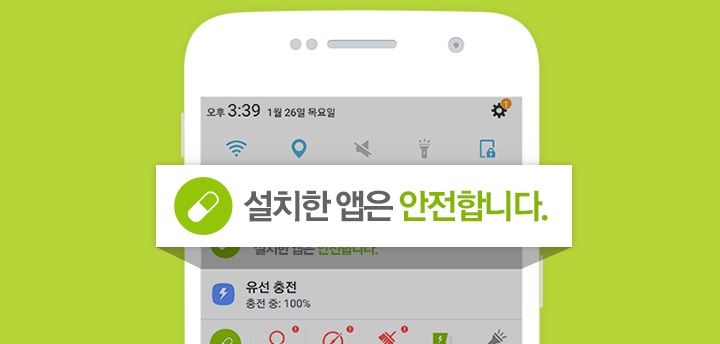 오후 3:39 1월 26일 목요일
1
설치한 앱은 안전합니다.
설치한 앱은 안전합니다.
유선 충전
충전 중: 100%